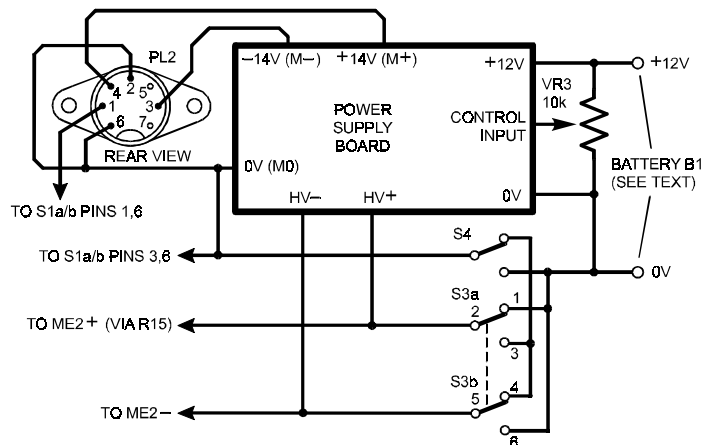 PL2
4
2
5
1
3
6
7
REAR VIEW
−14V (M−)
+14V (M+)
+12V
POWER
SUPPLY
BOARD
CONTROL
INPUT
0V (M0)
HV−
HV+
0V
VR3
10k
+12V
BATTERY B1
(SEE TEXT)
0V
TO S1a/b PINS 1,6
TO S1a/b PINS 3,6
S4
TO ME2+ (VIA R15)
S3a
1
2
3
TO ME2−
S3b
4
5
6